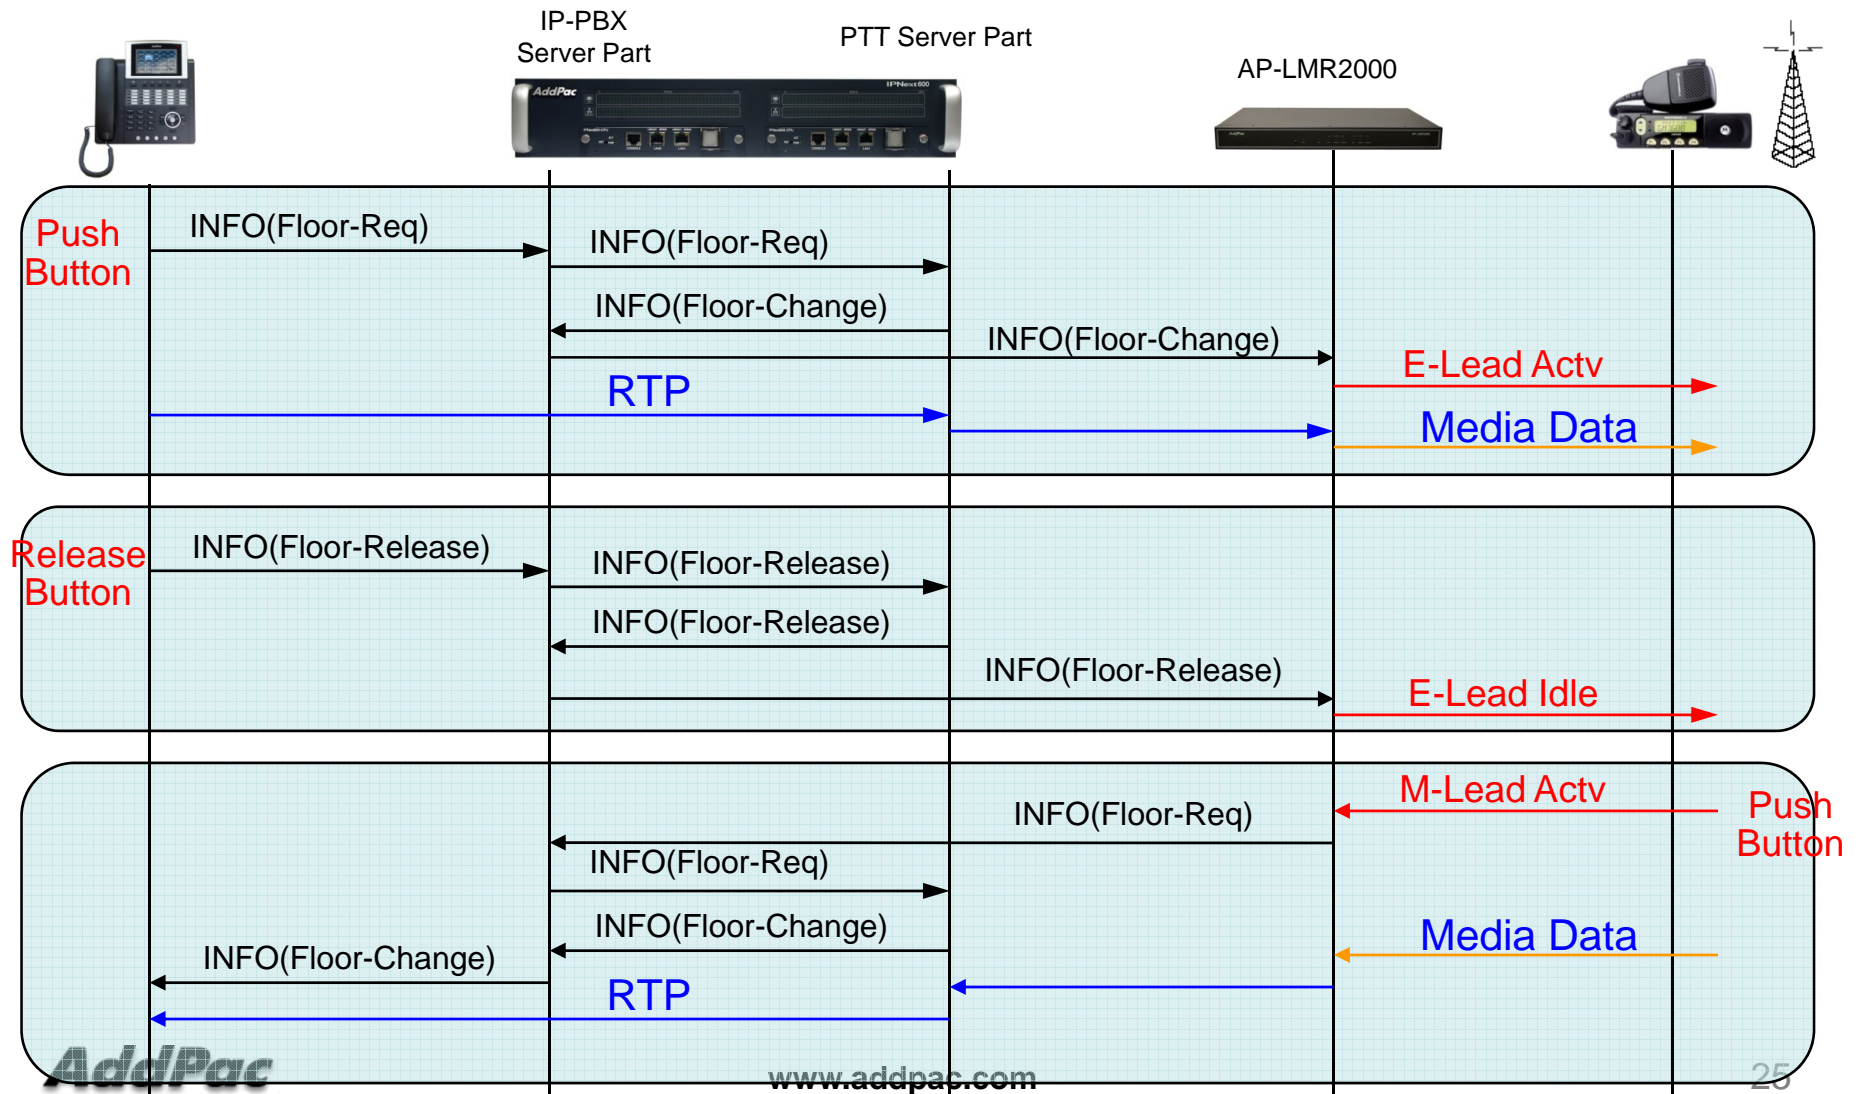 IP-PBX
Server Part
PTT Server Part
AP-LMR2000
AddPac
IPNext600
Push
Button
INFO(Floor-Req)
INFO(Floor-Req)
INFO(Floor-Change)
INFO(Floor-Change)
E-Lead Actv
RTP
Media Data
Release
Button
INFO(Floor-Release)
INFO(Floor-Release)
INFO(Floor-Release)
INFO(Floor-Release)
E-Lead Idle
M-Lead Actv
Push
Button
INFO(Floor-Req)
INFO(Floor-Req)
INFO(Floor-Change)
Media Data
INFO(Floor-Change)
RTP
AddPac
www.addpac.com
25